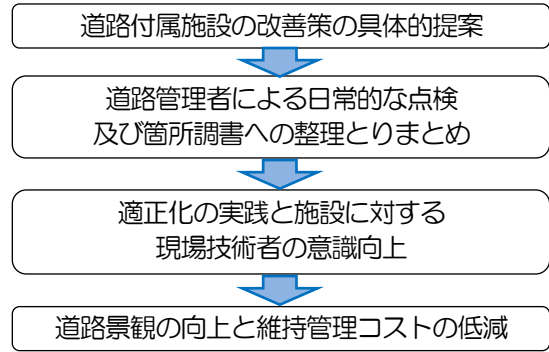 道路付属施設の改善策の具体的提案
道路管理者による日常的な点検
及び箇所調書への整理とりまとめ
適正化の実践と施設に対する
現場技術者の意識向上
道路景観の向上と維持管理コストの低減